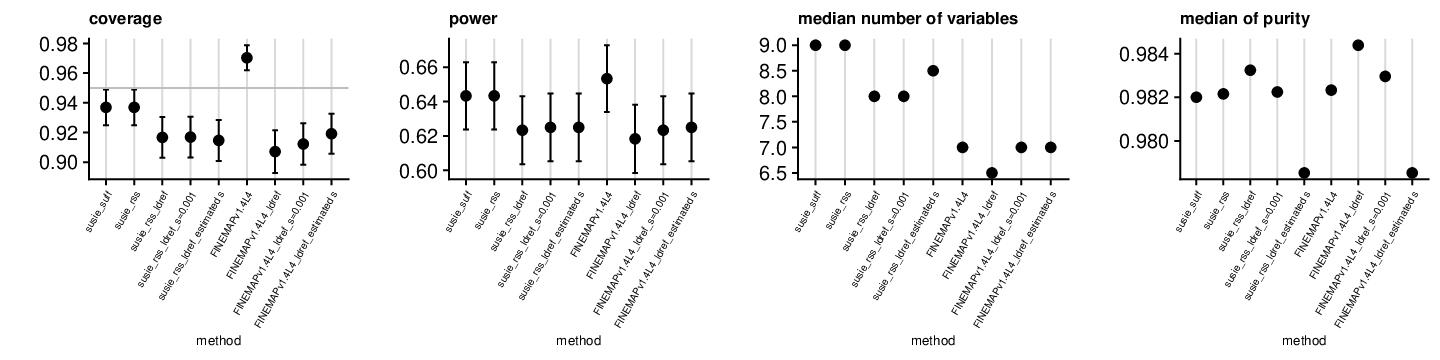 coverage
0.98
0.96
0.94
0.92
0.90
susie_suff
susie_rss
susie_rss_ldref
susie_rss_ldref_s=0.001
susie_rss_ldref_estimated.s
FINEMAPv1.4L4
FINEMAPv1.4L4_ldref
FINEMAPv1.4L4_ldref_s=0.001
FINEMAPv1.4L4_ldref_estimated.s
method
power
0.66
0.64
0.62
0.60
susie_suff
susie_rss
susie_rss_ldref
susie_rss_ldref_s=0.001
susie_rss_ldref_estimated.s
FINEMAPv1.4L4
FINEMAPv1.4L4_ldref
FINEMAPv1.4L4_ldref_s=0.001
FINEMAPv1.4L4_ldref_estimated.s
method
median number of variables
9.0
8.5
8.0
7.5
7.0
6.5
susie_suff
susie_rss
susie_rss_ldref
susie_rss_ldref_s=0.001
susie_rss_ldref_estimated.s
FINEMAPv1.4L4
FINEMAPv1.4L4_ldref
FINEMAPv1.4L4_ldref_s=0.001
FINEMAPv1.4L4_ldref_estimated.s
method
median of purity
0.984
0.982
0.980
susie_suff
susie_rss
susie_rss_ldref
susie_rss_ldref_s=0.001
susie_rss_ldref_estimated.s
FINEMAPv1.4L4
FINEMAPv1.4L4_ldref
FINEMAPv1.4L4_ldref_s=0.001
FINEMAPv1.4L4_ldref_estimated.s
method